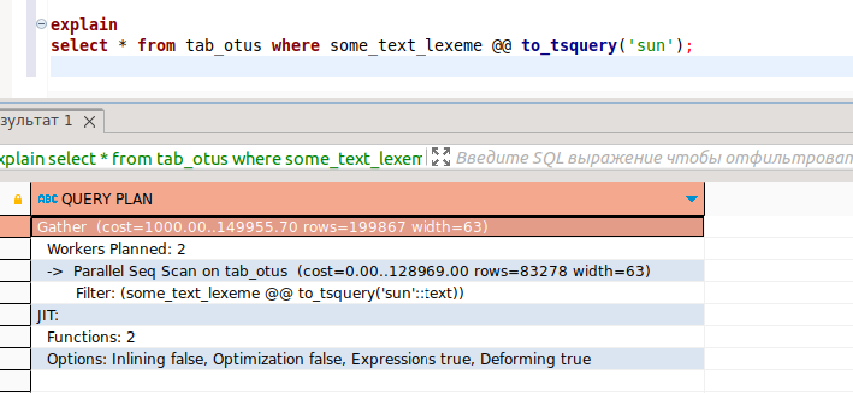 explain
select * from tab_otus where some_text_lexeme @@ to_tsquery('sun');
зультат 1
xplain select * from tab_otus where some_text_lexem
Введите SQL выражение чтобы отфильтроват
ABC QUERY PLAN
Gather (cost=1000.00..149955.70 rows=199867 width=63)
Workers Planned: 2
-> Parallel Seq Scan on tab_otus (cost=0.00..128969.00 rows=83278 width=63)
Filter: (some_text_lexeme @@ to_tsquery('sun'::text))
JIT:
Functions: 2
Options: Inlining false, Optimization false, Expressions true, Deforming true